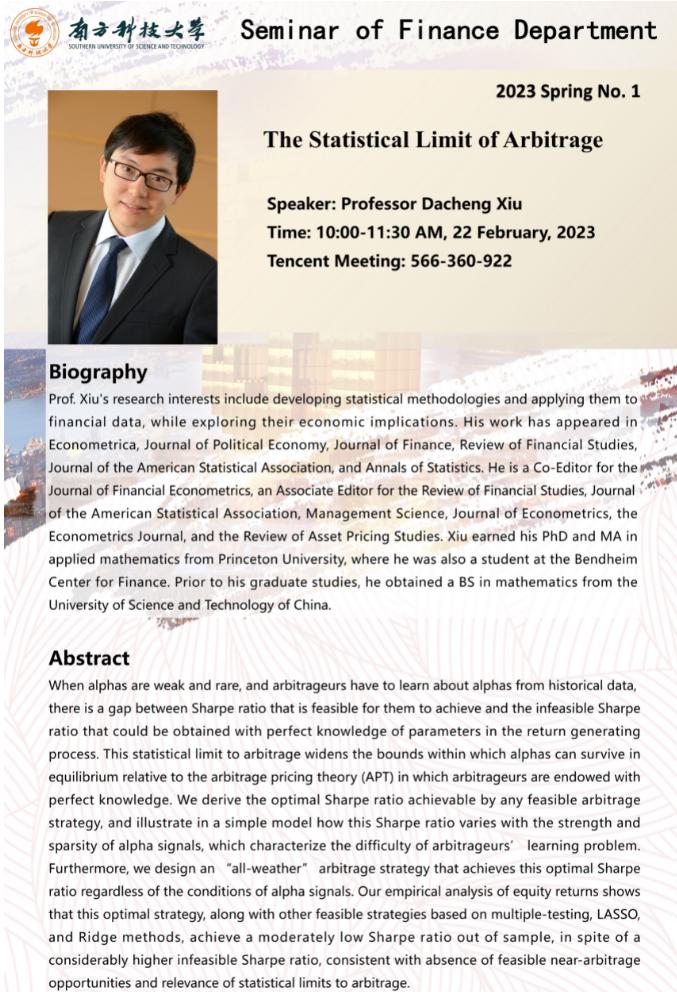 南方科技大学
SOUTHERN UNIVERSITY OF SCIENCE AND TECHNOLOGY
Seminar of Finance Department
2023 Spring No. 1
The Statistical Limit of Arbitrage
Speaker: Professor Dacheng Xiu
Time: 10:00-11:30 AM, 22 February, 2023
Tencent Meeting: 566-360-922
Biography
Prof. Xiu's research interests include developing statistical methodologies and applying them to
financial data, while exploring their economic implications. His work has appeared in
Econometrica, Journal of Political Economy, Journal of Finance, Review of Financial Studies,
Journal of the American Statistical Association, and Annals of Statistics. He is a Co-Editor for the
Journal of Financial Econometrics, an Associate Editor for the Review of Financial Studies, Journal
of the American Statistical Association, Management Science, Journal of Econometrics, the
Econometrics Journal, and the Review of Asset Pricing Studies. Xiu earned his PhD and MA in
applied mathematics from Princeton University, where he was also a student at the Bendheim
Center for Finance. Prior to his graduate studies, he obtained a BS in mathematics from the
University of Science and Technology of China.
Abstract
When alphas are weak and rare, and arbitrageurs have to learn about alphas from historical data,
there is a gap between Sharpe ratio that is feasible for them to achieve and the infeasible Sharpe
ratio that could be obtained with perfect knowledge of parameters in the return generating
process. This statistical limit to arbitrage widens the bounds within which alphas can survive in
equilibrium relative to the arbitrage pricing theory (APT) in which arbitrageurs are endowed with
perfect knowledge. We derive the optimal Sharpe ratio achievable by any feasible arbitrage
strategy, and illustrate in a simple model how this Sharpe ratio varies with the strength and
sparsity of alpha signals, which characterize the difficulty of arbitrageurs' learning problem.
Furthermore, we design an "all-weather" arbitrage strategy that achieves this optimal Sharpe
ratio regardless of the conditions of alpha signals. Our empirical analysis of equity returns shows
that this optimal strategy, along with other feasible strategies based on multiple-testing, LASSO,
and Ridge methods, achieve a moderately low Sharpe ratio out of sample, in spite of a
considerably higher infeasible Sharpe ratio, consistent with absence of feasible near-arbitrage
opportunities and relevance of statistical limits to arbitrage.